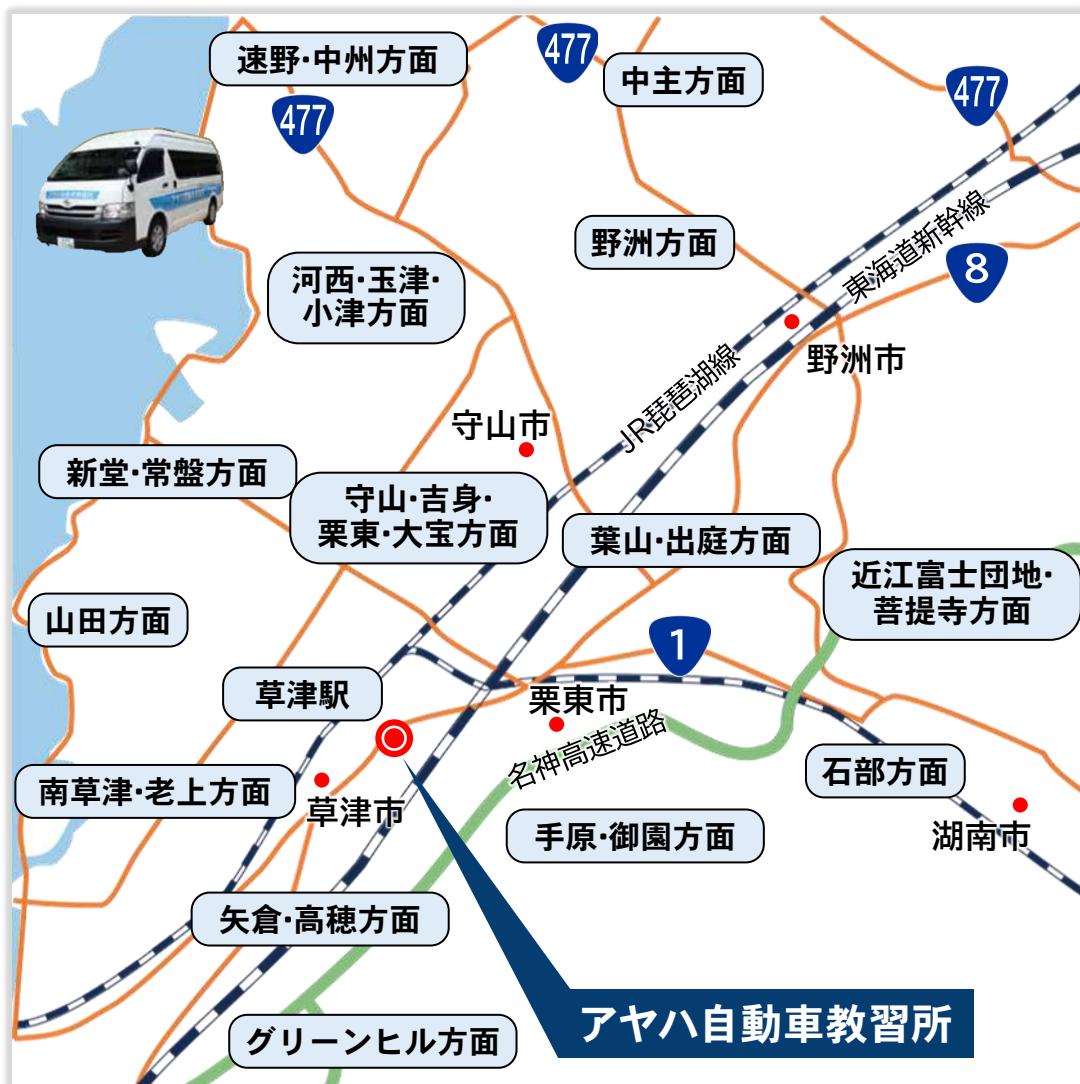 速野・中州方面
477
中主方面
477
477
野洲方面
東海道新幹線
8
河西・玉津・
小津方面
JR琵琶湖線
野洲市
守山市
新堂・常盤方面
守山・吉身・
栗東・大宝方面
葉山・出庭方面
近江富士団地・
菩提寺方面
山田方面
1
草津駅
栗東市
名神高速道路
石部方面
南草津・老上方面
草津市
手原・御園方面
湖南市
矢倉・高穂方面
アヤハ自動車教習所
グリーンヒル方面